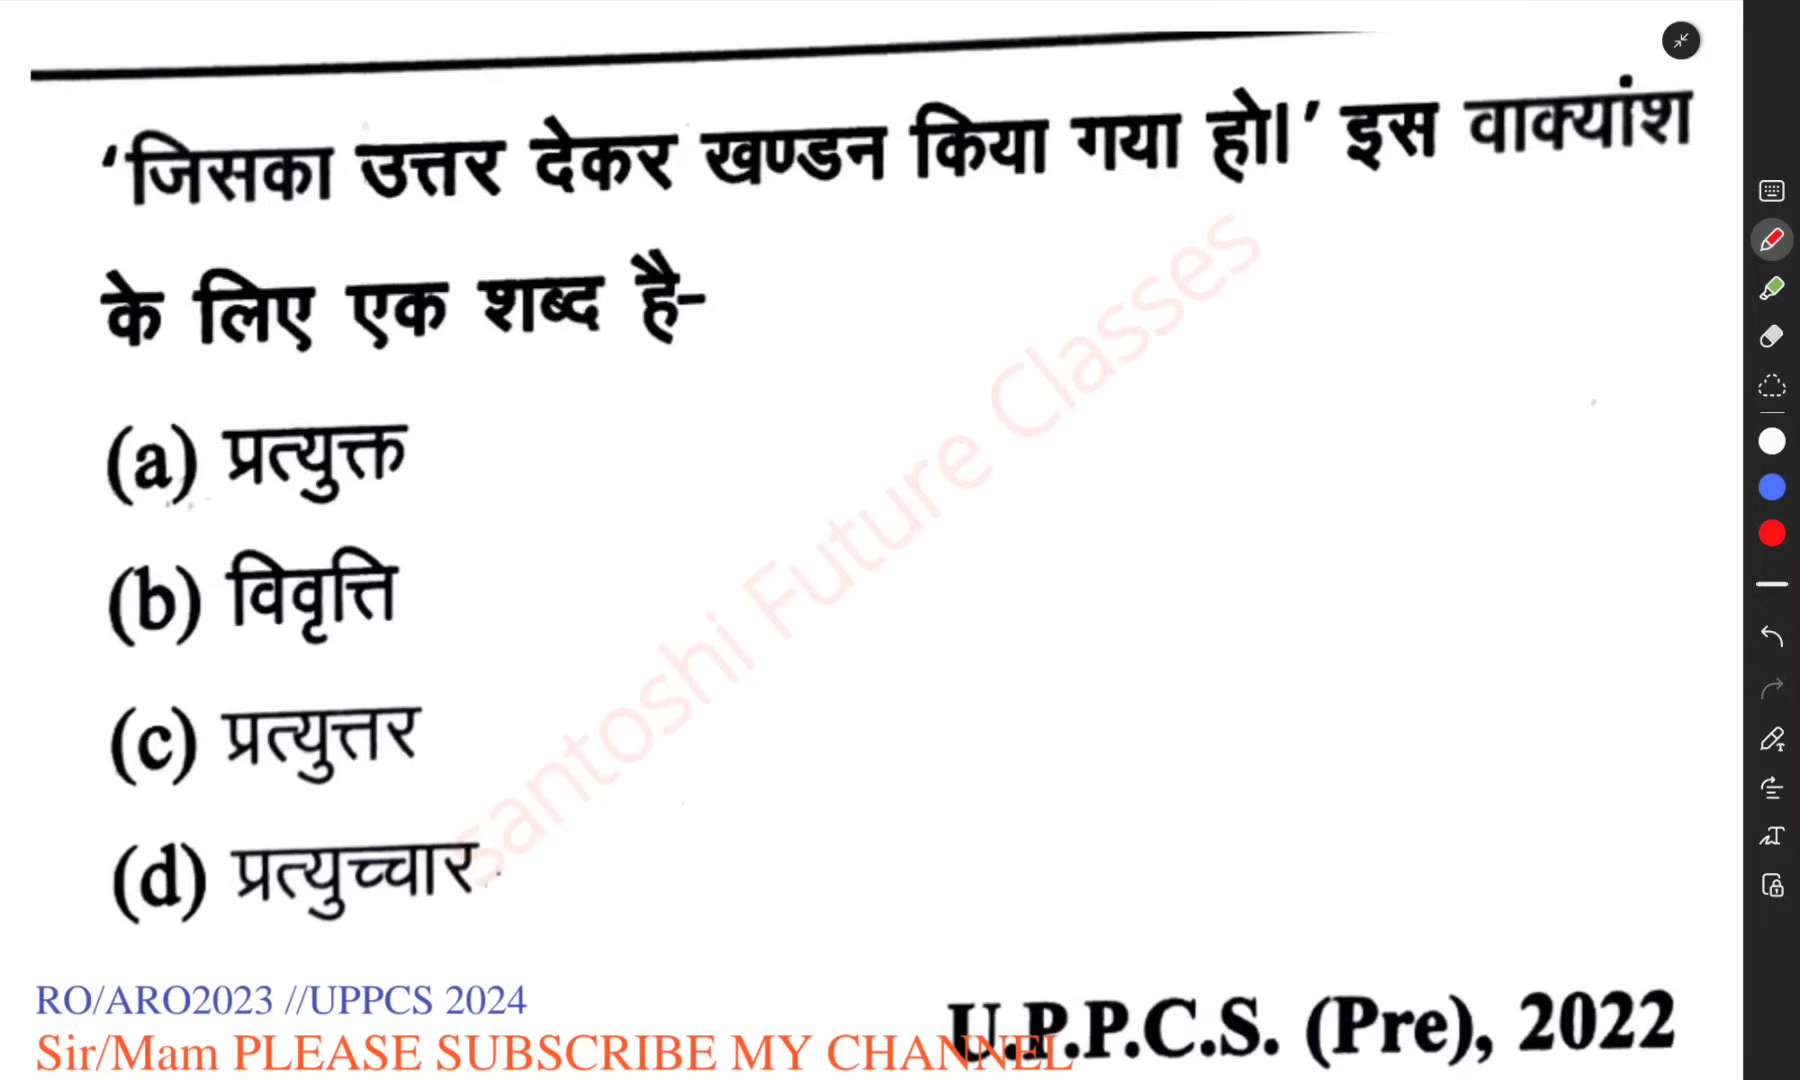 'जिसका उत्तर देकर खण्डन किया गया हो।' इस वाक्यांश
के लिए एक शब्द है-
(a) प्रत्युक्त
(b) विवृत्ति
(c) प्रत्युत्तर
(d) प्रत्युच्चार
santoshi Future Classes
RO/ARO2023 //UPPCS 2024
U.P.P.C.S. (Pre), 2022
Sir/Mam PLEASE SUBSCRIBE MY CHANNEL